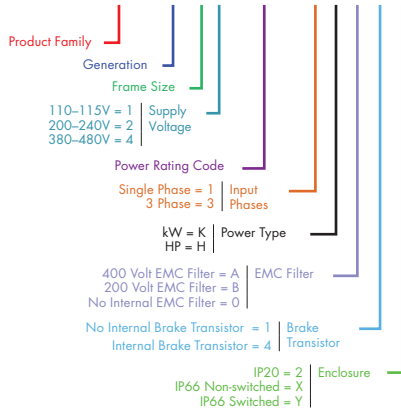 Product Family
Generation
Frame Size
110–115V = 1 Supply
200–240V = 2 Voltage
380–480V = 4
Power Rating Code
Single Phase = 1 Input
3 Phase = 3 Phases
kW = K Power Type
HP = H
400 Volt EMC Filter = A EMC Filter
200 Volt EMC Filter = B
No Internal EMC Filter = 0
No Internal Brake Transistor = 1 Brake
Internal Brake Transistor = 4 Transistor
IP20 = 2 Enclosure
IP66 Non-switched = X
IP66 Switched = Y